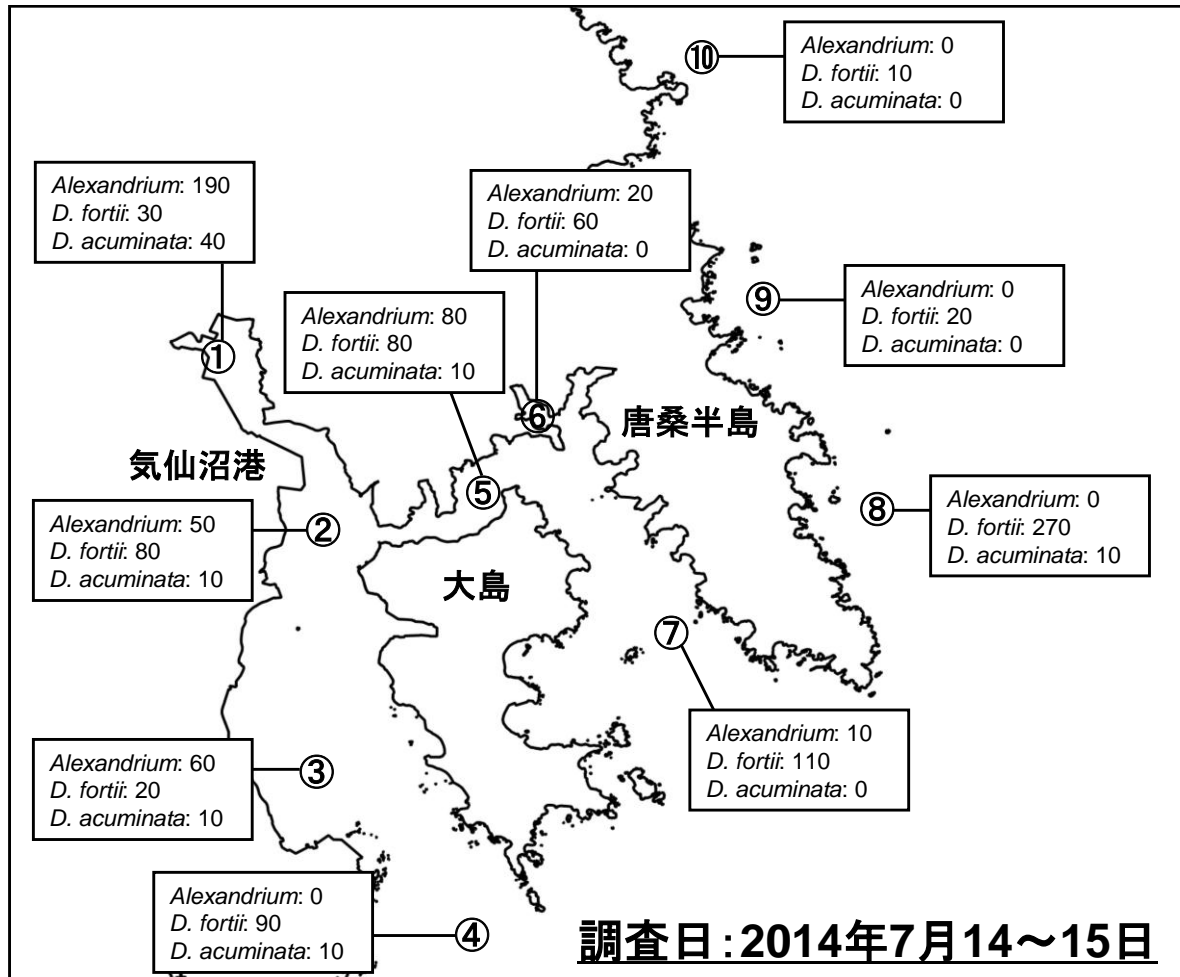 ⑩
Alexandrium: 0
D. fortii: 10
D. acuminata: 0
Alexandrium: 190
D. fortii: 30
D. acuminata: 40
①
Alexandrium: 20
D. fortii: 60
D. acuminata: 0
⑥
Alexandrium: 80
D. fortii: 80
D. acuminata: 10
⑤
⑨
Alexandrium: 0
D. fortii: 20
D. acuminata: 0
唐桑半島
気仙沼港
Alexandrium: 50
D. fortii: 80
D. acuminata: 10
②
⑧
Alexandrium: 0
D. fortii: 270
D. acuminata: 10
大島
⑦
Alexandrium: 10
D. fortii: 110
D. acuminata: 0
Alexandrium: 60
D. fortii: 20
D. acuminata: 10
③
Alexandrium: 0
D. fortii: 90
D. acuminata: 10
④
調査日：2014年7月14～15日